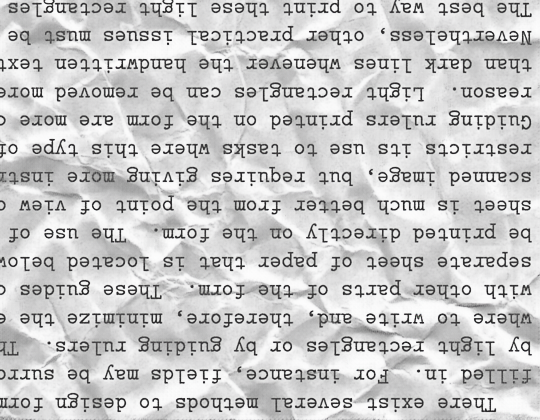 There exist several methods to design form
filled in. For instance, fields may be surro
by light rectangles or by guiding rulers. Th
where to write and, therefore, minimize the e
with other parts of the form. These guides c
separate sheet of paper that is located below
be printed directly on the form. The use of
sheet is much better from the point of view o
scanned image, but requires giving more instr
restricts its use to tasks where this type of
Guiding rulers printed on the form are more c
reason. Light rectangles can be removed more
than dark lines whenever the handwritten text
Nevertheless, other practical issues must be
The best way to print these light rectangles